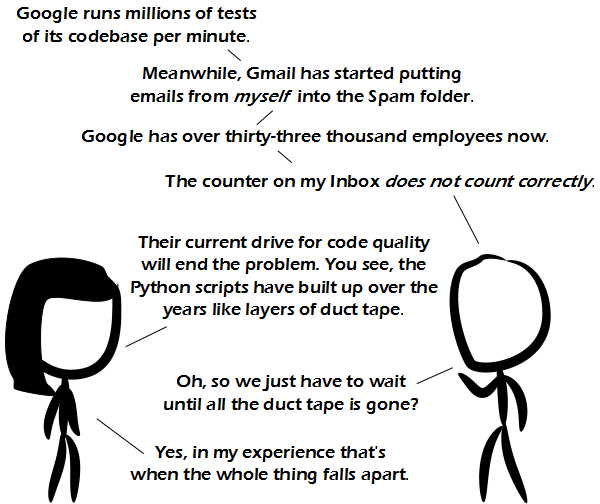 Google runs millions of tests
of its codebase per minute.
Meanwhile, Gmail has started putting
emails from myself into the Spam folder.
Google has over thirty-three thousand employees now.
The counter on my Inbox does not count correctly.
Their current drive for code quality
will end the problem. You see, the
Python scripts have built up over the
years like layers of duct tape.
Oh, so we just have to wait
until all the duct tape is gone?
Yes, in my experience that's
when the whole thing falls apart.